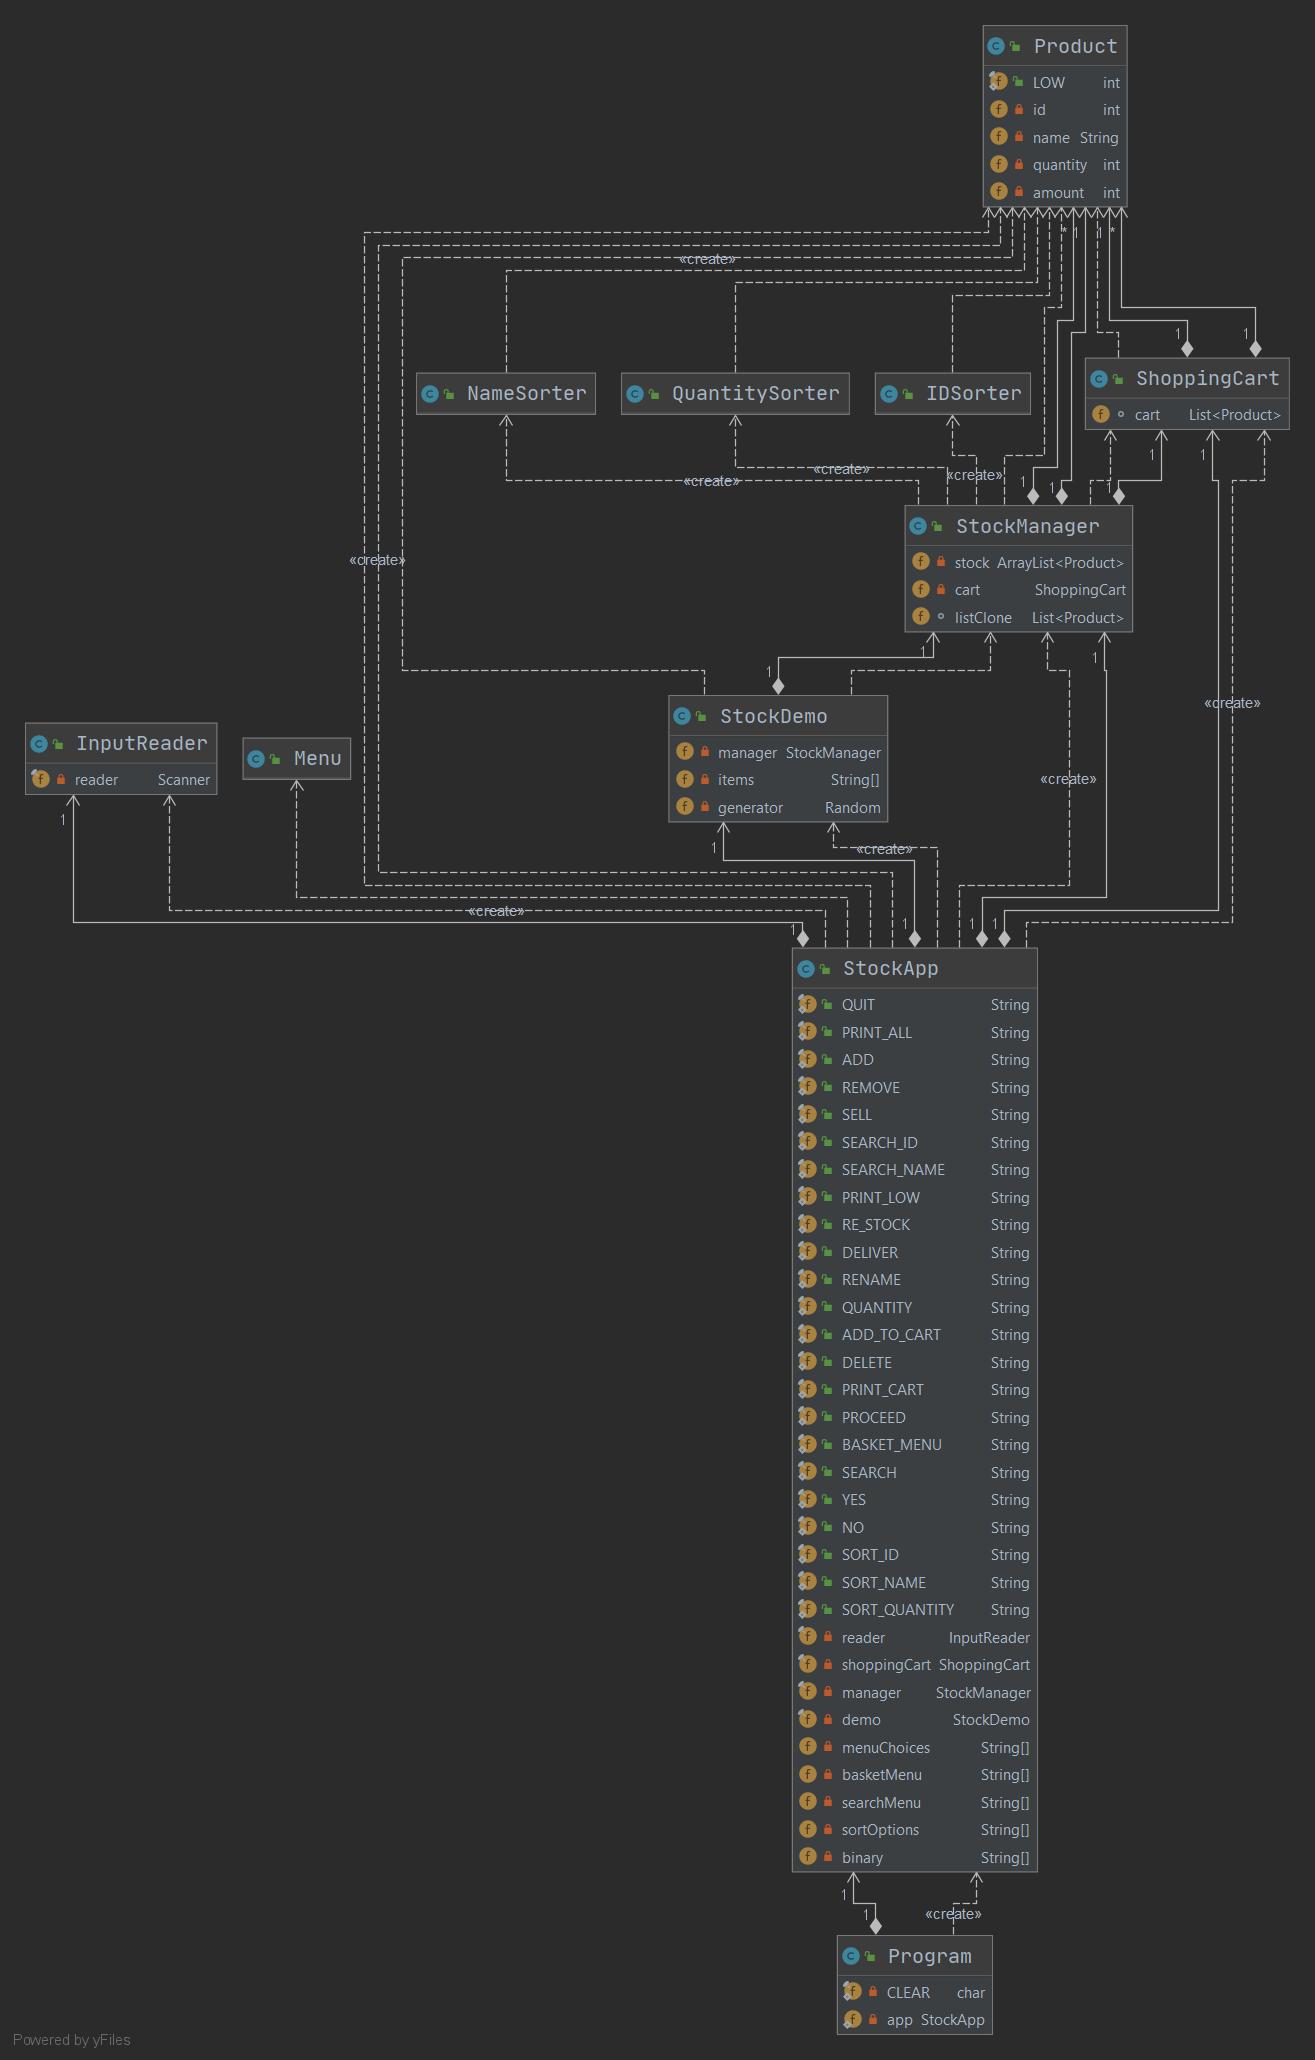 Product
LOW int
id int
name String
quantity int
amount int
* 1 1 *
«create»
1 1
NameSorter
QuantitySorter
IDSorter
ShoppingCart
cart List<Product>
1 1
«create»
«create»
«create»
1 1 1
StockManager
stock ArrayList<Product>
cart ShoppingCart
listClone List<Product>
«create»
1 1 1
«create»
StockDemo
manager StockManager
items String[]
generator Random
InputReader
reader Scanner
Menu
«create»
1 1
«create»
«create»
1 1 1 1
StockApp
QUIT String
PRINT_ALL String
ADD String
REMOVE String
SELL String
SEARCH_ID String
SEARCH_NAME String
PRINT_LOW String
RE_STOCK String
DELIVER String
RENAME String
QUANTITY String
ADD_TO_CART String
DELETE String
PRINT_CART String
PROCEED String
BASKET_MENU String
SEARCH String
YES String
NO String
SORT_ID String
SORT_NAME String
SORT_QUANTITY String
reader InputReader
shoppingCart ShoppingCart
manager StockManager
demo StockDemo
menuChoices String[]
basketMenu String[]
searchMenu String[]
sortOptions String[]
binary String[]
1
1 «create»
Program
CLEAR char
app StockApp
Powered by yFiles